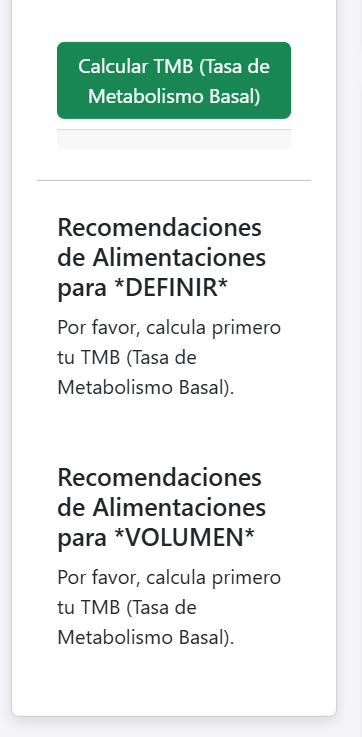 Calcular TMB (Tasa de
Metabolismo Basal)
Recomendaciones
de Alimentaciones
para *DEFINIR*
Por favor, calcula primero
tu TMB (Tasa de
Metabolismo Basal).
Recomendaciones
de Alimentaciones
para *VOLUMEN*
Por favor, calcula primero
tu TMB (Tasa de
Metabolismo Basal).